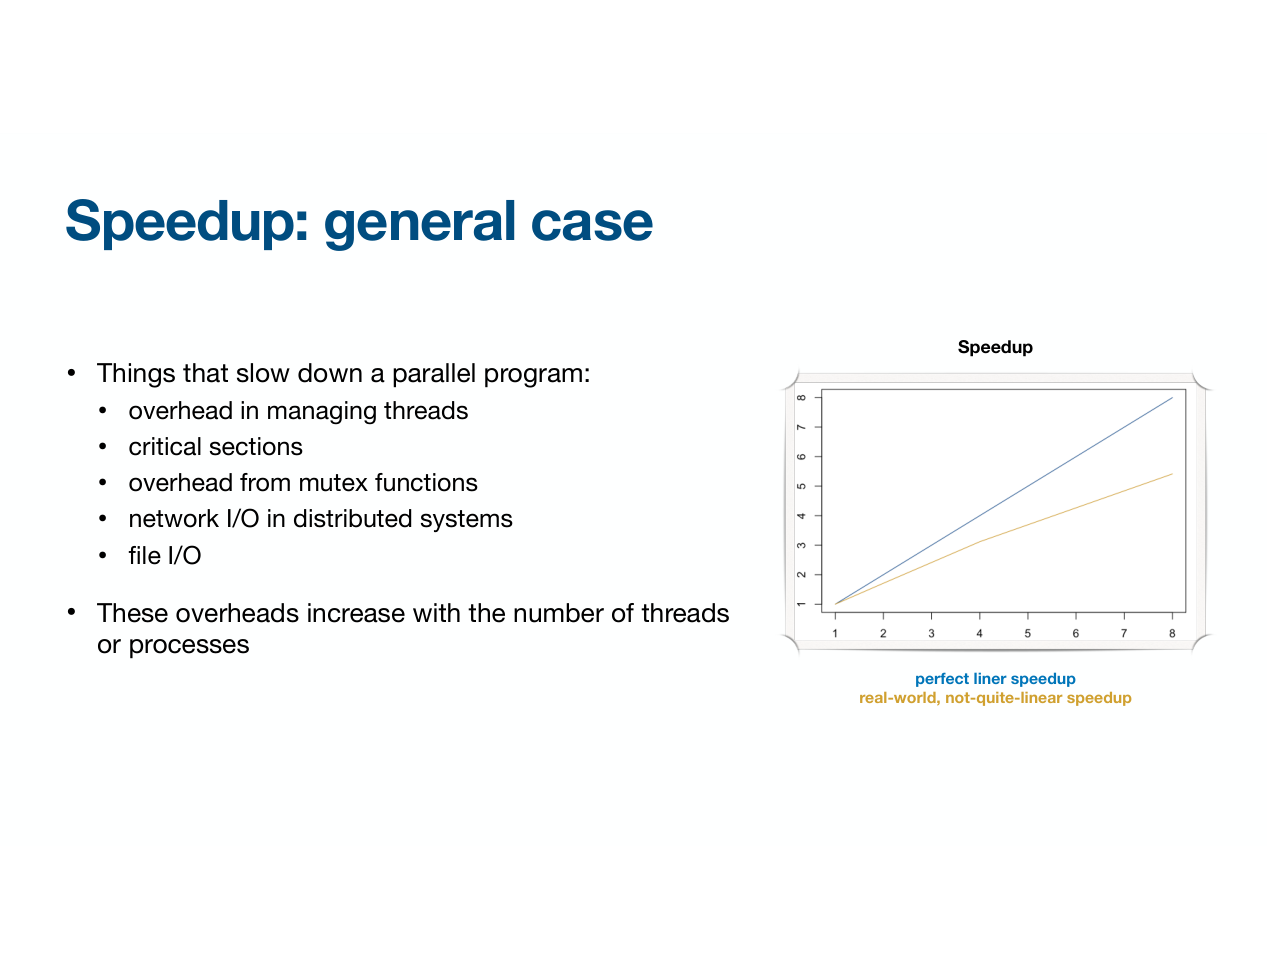 Speedup: general case
• Things that slow down a parallel program:
• overhead in managing threads
• critical sections
• overhead from mutex functions
• network I/O in distributed systems
• file I/O
• These overheads increase with the number of threads
or processes
Speedup
8
7
6
5
4
3
2
1
1 2 3 4 5 6 7 8
perfect liner speedup
real-world, not-quite-linear speedup